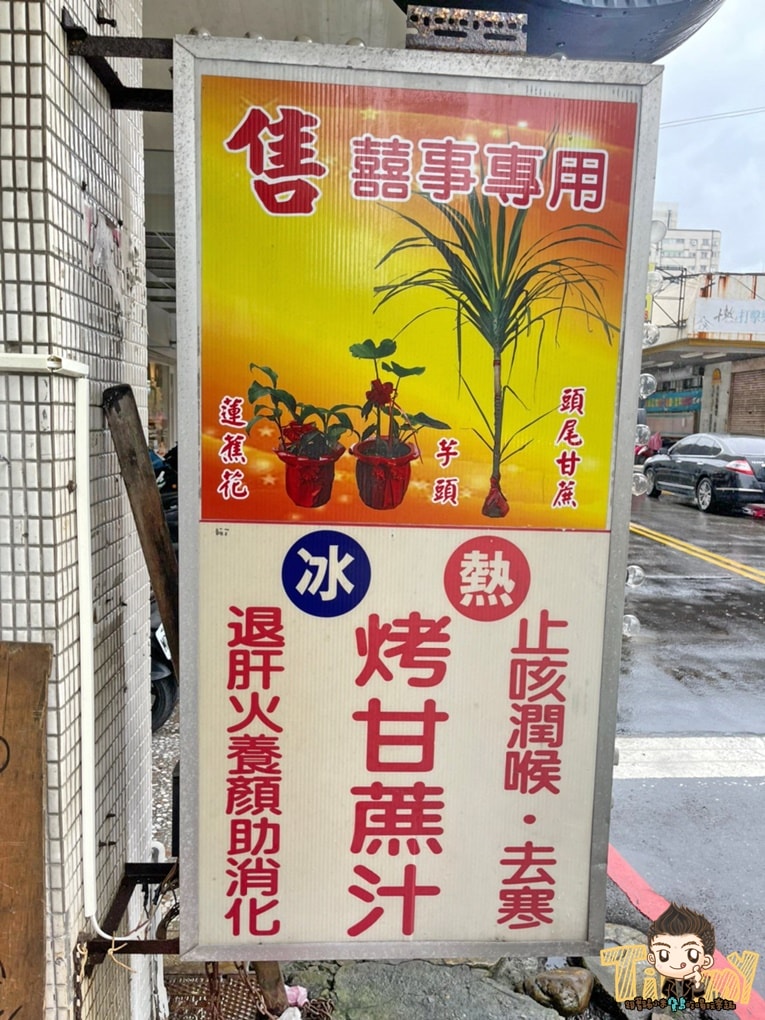 售 囍事專用
蓮蕉花
芋頭
頭尾甘蔗
冰 熱
止咳潤喉・去寒
烤甘蔗汁
退肝火養顏助消化
TiMMY